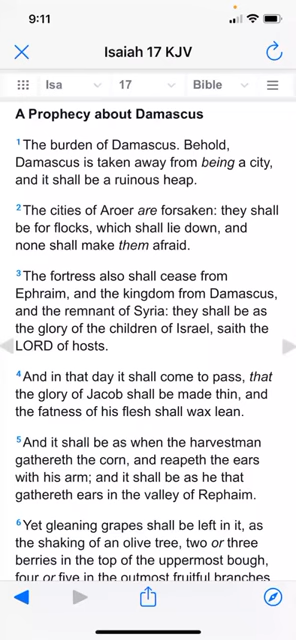 9:11
Isaiah 17 KJV
Isa 17 Bible
A Prophecy about Damascus
1 The burden of Damascus. Behold,
Damascus is taken away from being a city,
and it shall be a ruinous heap.
2 The cities of Aroer are forsaken: they shall
be for flocks, which shall lie down, and
none shall make them afraid.
3 The fortress also shall cease from
Ephraim, and the kingdom from Damascus,
and the remnant of Syria: they shall be as
the glory of the children of Israel, saith the
LORD of hosts.
4 And in that day it shall come to pass, that
the glory of Jacob shall be made thin, and
the fatness of his flesh shall wax lean.
5 And it shall be as when the harvestman
gathereth the corn, and reapeth the ears
with his arm; and it shall be as he that
gathereth ears in the valley of Rephaim.
6 Yet gleaning grapes shall be left in it, as
the shaking of an olive tree, two or three
berries in the top of the uppermost bough,
four or five in the outmost fruitful branches